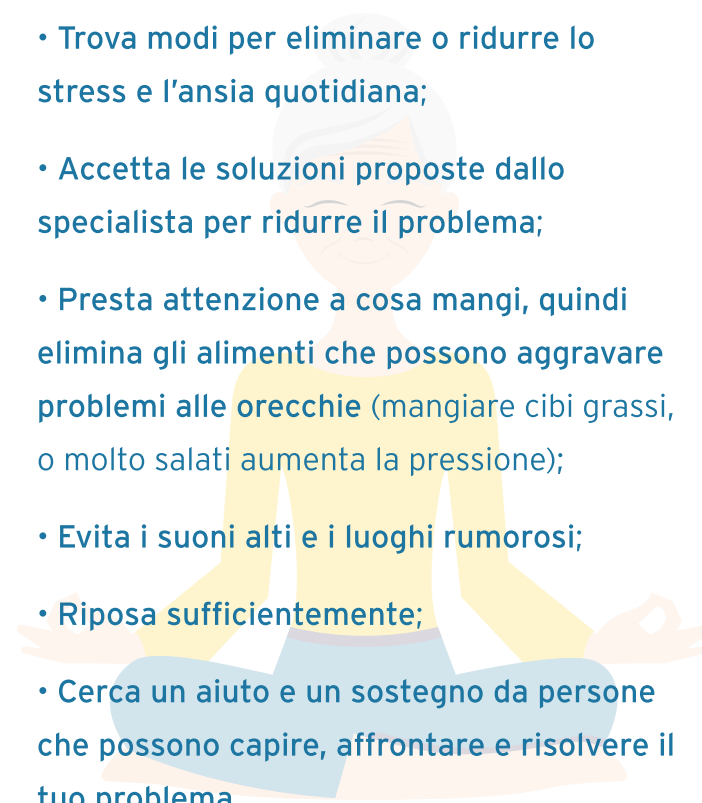 • Trova modi per eliminare o ridurre lo
stress e l’ansia quotidiana;
• Accetta le soluzioni proposte dallo
specialista per ridurre il problema;
• Presta attenzione a cosa mangi, quindi
elimina gli alimenti che possono aggravare
problemi alle orecchie (mangiare cibi grassi,
o molto salati aumenta la pressione);
• Evita i suoni alti e i luoghi rumorosi;
• Riposa sufficientemente;
• Cerca un aiuto e un sostegno da persone
che possono capire, affrontare e risolvere il
tuo problema